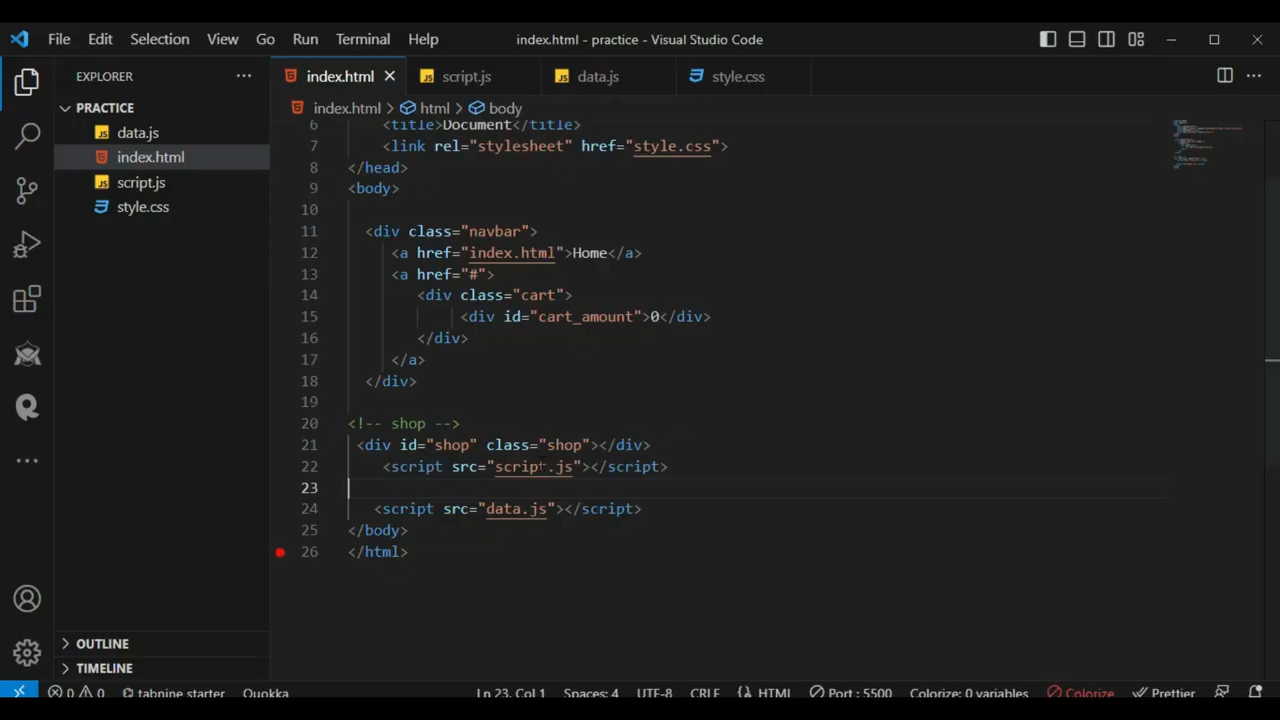 File Edit Selection View Go Run Terminal Help index.html - practice - Visual Studio Code
EXPLORER
PRACTICE
data.js
index.html
script.js
style.css
OUTLINE
TIMELINE
index.html script.js data.js style.css
index.html > html > body
6 <title>Document</title>
7 <link rel="stylesheet" href="style.css">
8 </head>
9 <body>
10
11 <div class="navbar">
12 <a href="index.html">Home</a>
13 <a href="#">
14 <div class="cart">
15 <div id="cart_amount">0</div>
16 </div>
17 </a>
18 </div>
19
20 <!-- shop -->
21 <div id="shop" class="shop"></div>
22 <script src="script.js"></script>
23
24 <script src="data.js"></script>
25 </body>
26 </html>
0 0 tabnine starter Quokka Ln 23, Col 1 Spaces: 4 UTF-8 CRLF HTML Port : 5500 Colorize: 0 variables Colorize Prettier